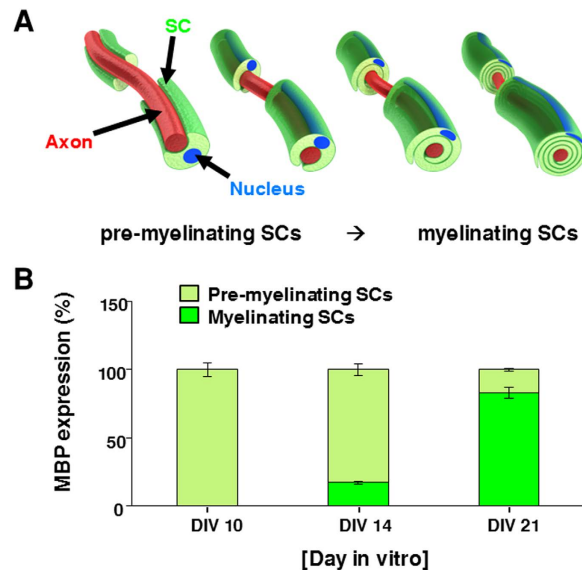 A
SC
Axon
Nucleus
pre-myelinating SCs → myelinating SCs
B
MBP expression (%)
150
100
50
0
Pre-myelinating SCs
Myelinating SCs
DIV 10 DIV 14 DIV 21
[Day in vitro]